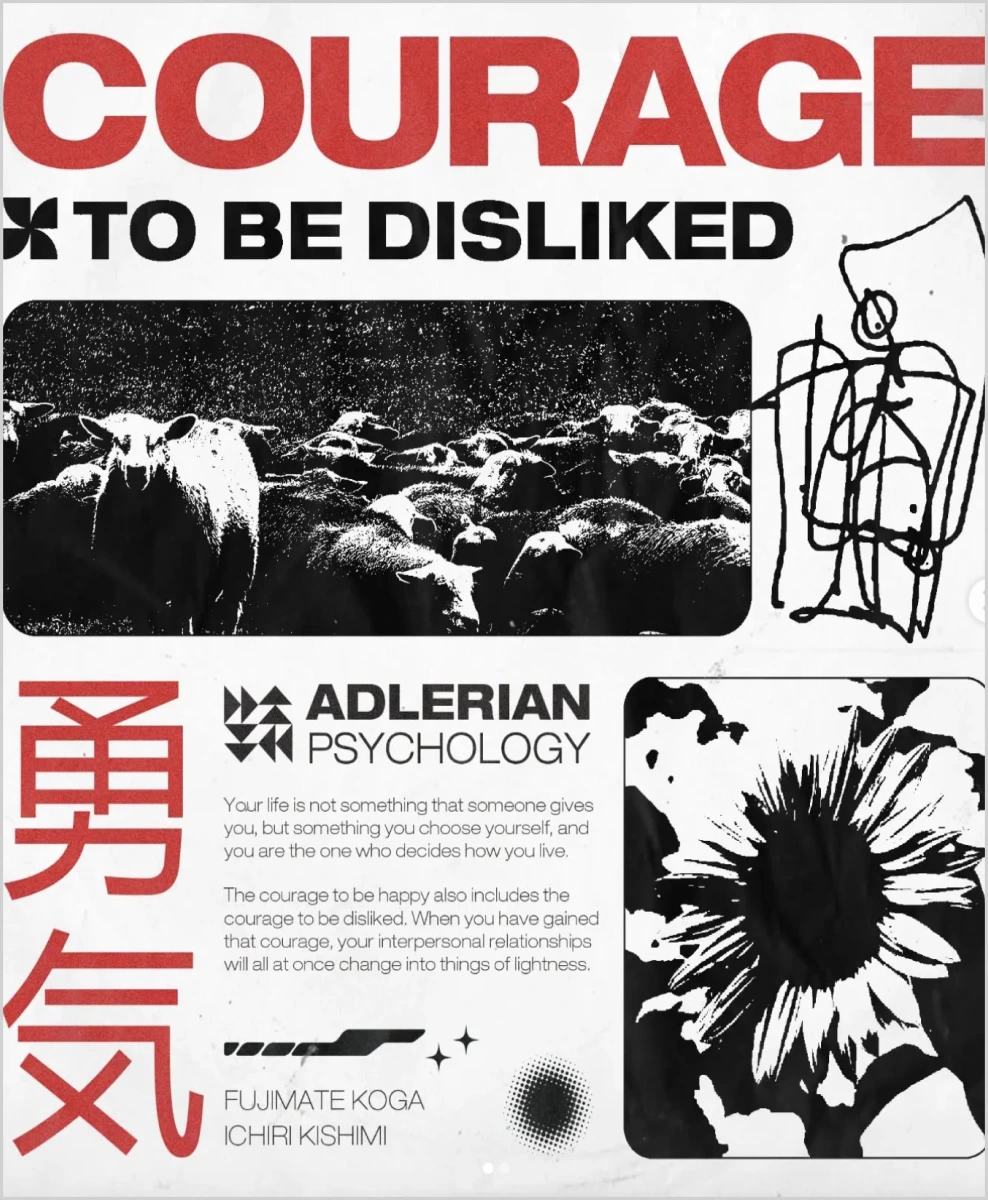 COURAGE
TO BE DISLIKED
勇気
ADLERIAN
PSYCHOLOGY
Your life is not something that someone gives
you, but something you choose yourself, and
you are the one who decides how you live.
The courage to be happy also includes the
courage to be disliked. When you have gained
that courage, your interpersonal relationships
will all at once change into things of lightness.
FUJIMATE KOGA
ICHIRI KISHIMI